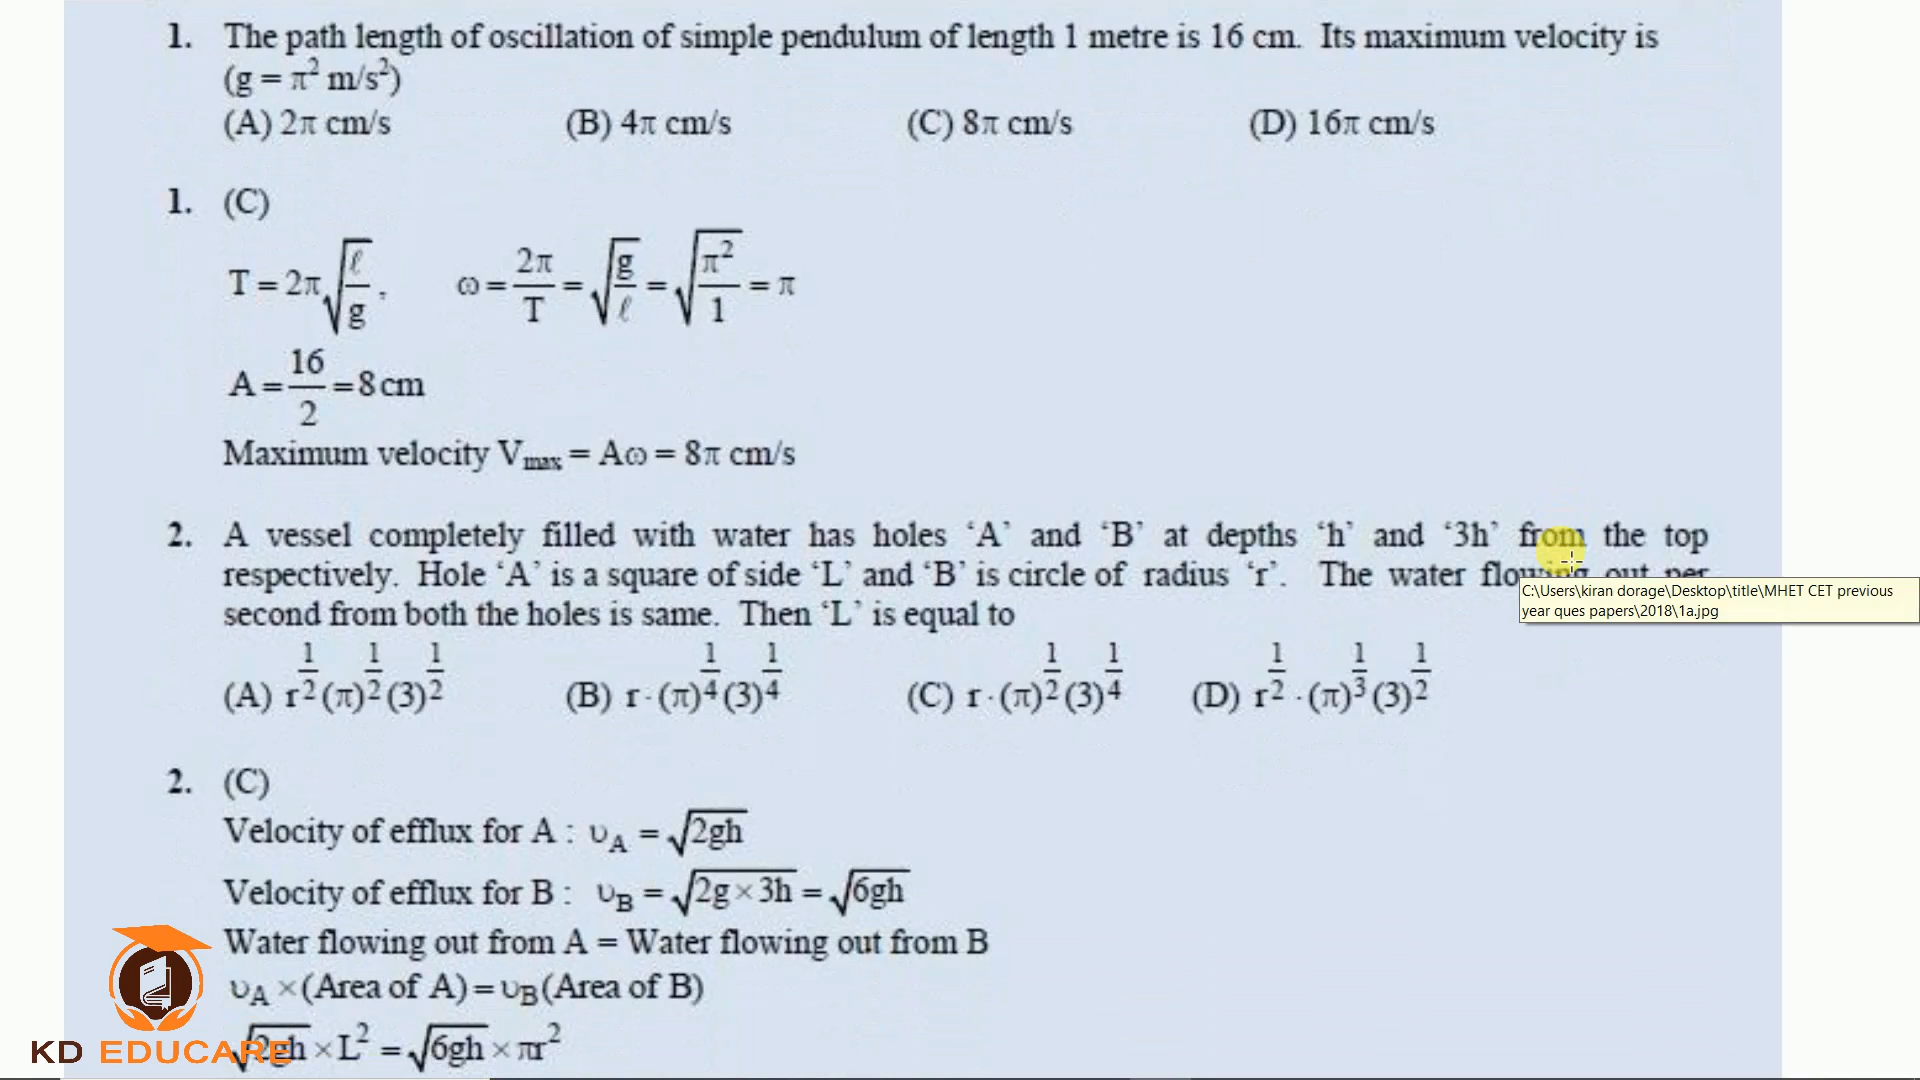 1. The path length of oscillation of simple pendulum of length 1 metre is 16 cm. Its maximum velocity is
(g = π² m/s²)
(A) 2π cm/s (B) 4π cm/s (C) 8π cm/s (D) 16π cm/s
1. (C)
T = 2π√(ℓ/g). ω = 2π/T = √(g/ℓ) = √(π²/1) = π
A = 16/2 = 8 cm
Maximum velocity Vmax = Aω = 8π cm/s
2. A vessel completely filled with water has holes ‘A’ and ‘B’ at depths ‘h’ and ‘3h’ from the top
respectively. Hole ‘A’ is a square of side ‘L’ and ‘B’ is circle of radius ‘r’. The water flowing out per
second from both the holes is same. Then ‘L’ is equal to
C:\Users\kiran dorage\Desktop\title\MHET CET previous
year ques papers\2018\1a.jpg
(A) r^(1/2) (π)^(1/2) (3)^(1/2) (B) r · (π)^(1/4) (3)^(1/4) (C) r · (π)^(1/2) (3)^(1/4) (D) r^(1/2) · (π)^(1/3) (3)^(1/2)
2. (C)
Velocity of efflux for A : υA = √(2gh)
Velocity of efflux for B : υB = √(2g × 3h) = √(6gh)
Water flowing out from A = Water flowing out from B
υA × (Area of A) = υB (Area of B)
√(2gh) × L² = √(6gh) × πr²
KD EDUCARE